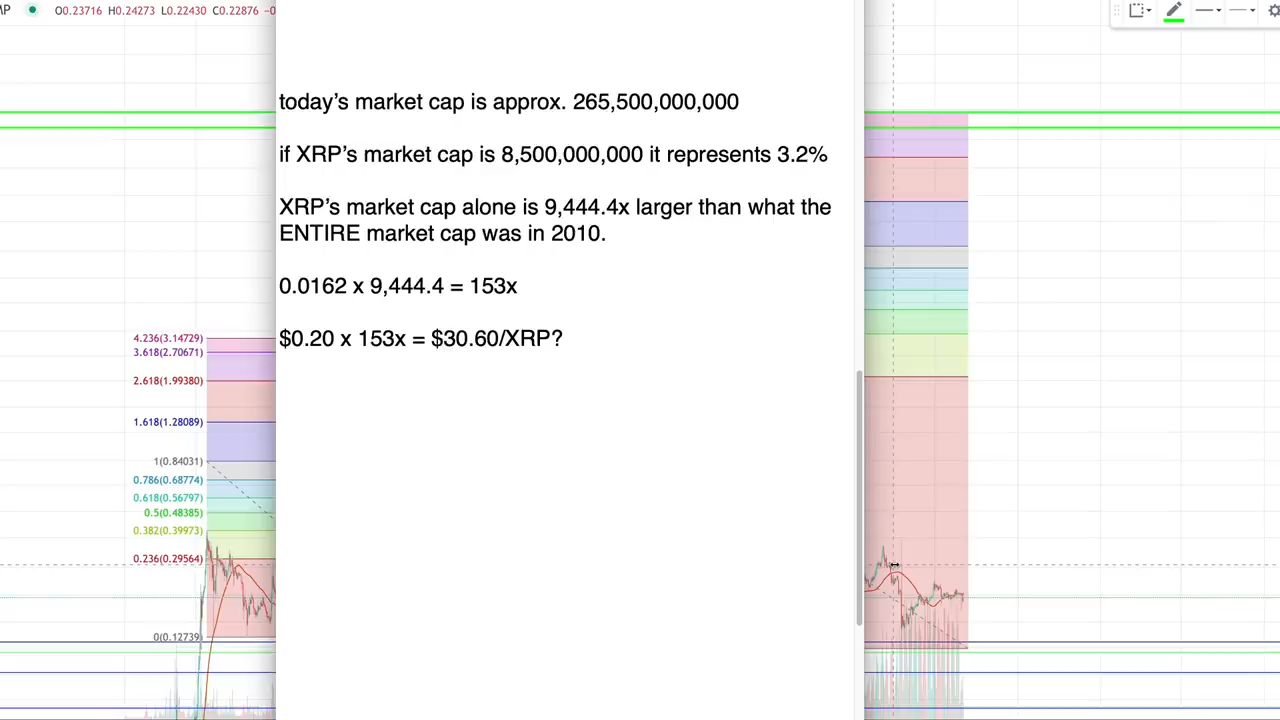 MP O0.23716 H0.24273 L0.22430 C0.22876
today's market cap is approx. 265,500,000,000
if XRP's market cap is 8,500,000,000 it represents 3.2%
XRP's market cap alone is 9,444.4x larger than what the
ENTIRE market cap was in 2010.
0.0162 x 9,444.4 = 153x
$0.20 x 153x = $30.60/XRP?
4.236(3.14729)
3.618(2.70671)
2.618(1.99380)
1.618(1.28089)
1(0.84031)
0.786(0.68774)
0.618(0.56797)
0.5(0.48385)
0.382(0.39973)
0.236(0.29564)
0(0.12739)